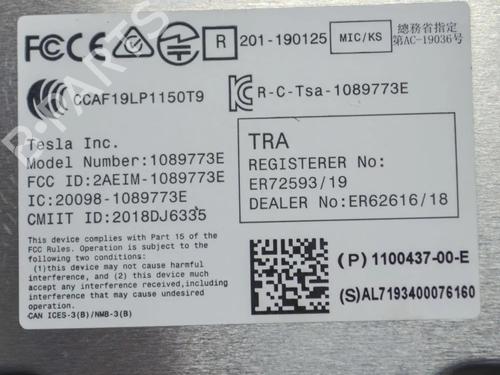 FCC CE R 201-190125 MIC/KS 總務省指定
第AC-19036号
CCAF19LP1150T9 R-C-Tsa-1089773E
Tesla Inc.
Model Number:1089773E
FCC ID:2AEIM-1089773E
IC:20098-1089773E
CMIIT ID:2018DJ6335
TRA
REGISTERER No:
ER72593/19
DEALER No:ER62616/18
This device complies with Part 15 of the
FCC Rules. Operation is subject to the
following two conditions:
(1)this device may not cause harmful
interference, and (2) this device must
accept any interference received,including
interference that may cause undesired
operation.
CAN ICES-3(B)/NMB-3(B)
(P) 1100437-00-E
(S)AL7193400076160